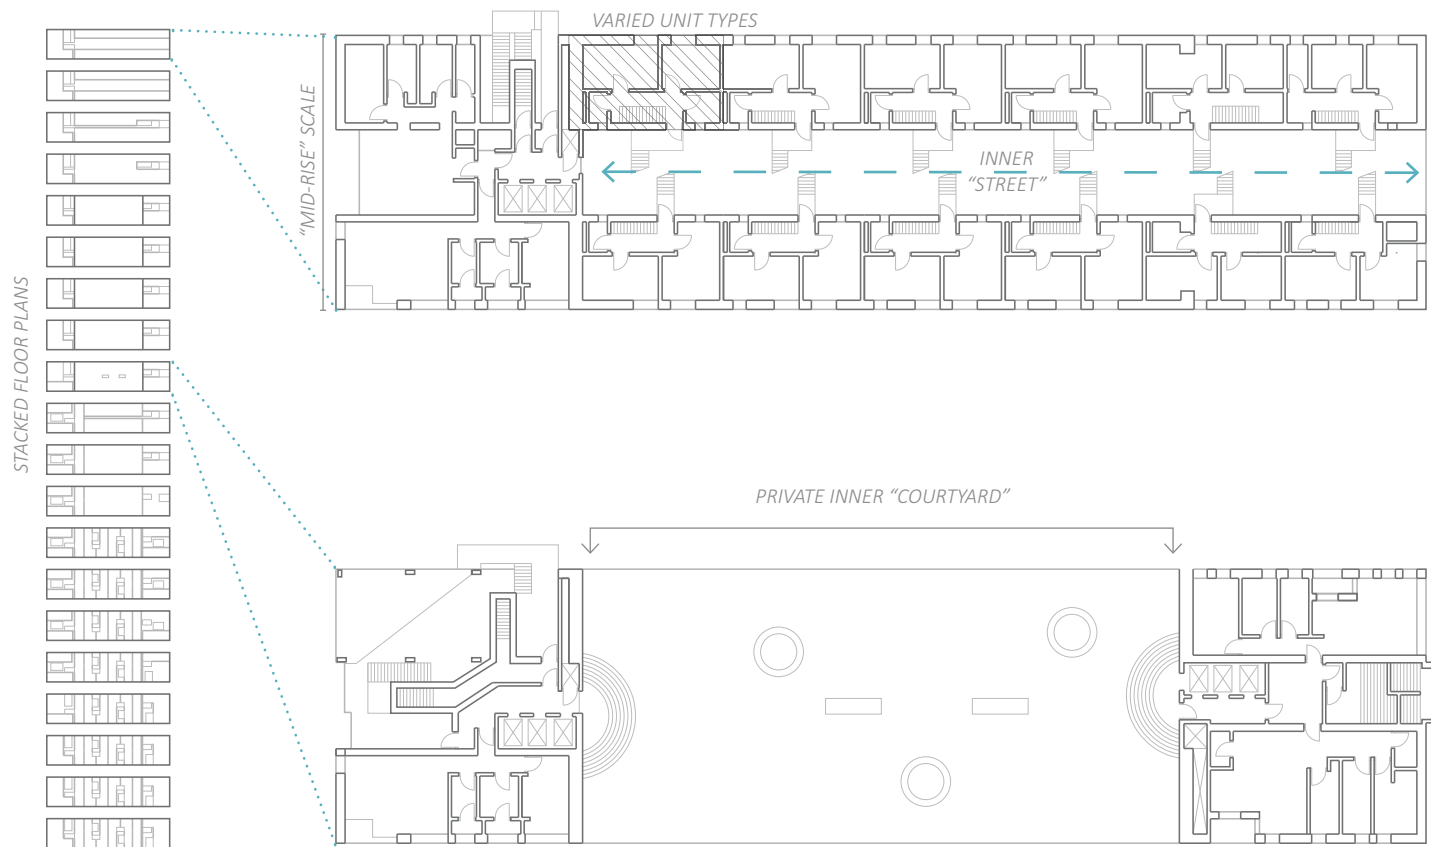 VARIED UNIT TYPES
"MID-RISE" SCALE
INNER
"STREET"
STACKED FLOOR PLANS
PRIVATE INNER "COURTYARD"